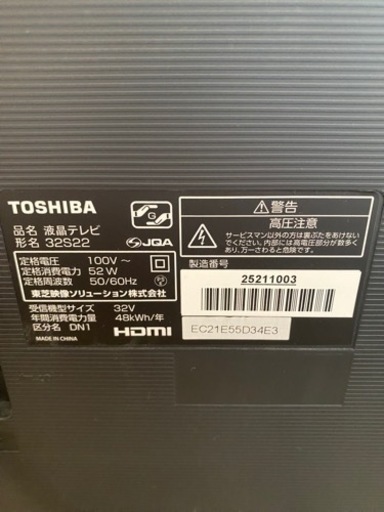 TOSHIBA
品名 液晶テレビ
形名 32S22
G
JQA
定格電圧 100V～
定格消費電力 52W
定格周波数 50/60Hz
東芝映像ソリューション株式会社
受信機型サイズ 32V
年間消費電力量 48kWh/年
区分名 DN1
HDMI
MADE IN CHINA
警告
高圧注意
サービスマン以外の方は裏ぶたをあけないでください。内部には高電圧部分が数多くあり、万一さわると危険です。
製造番号
25211003
EC21E55D34E3